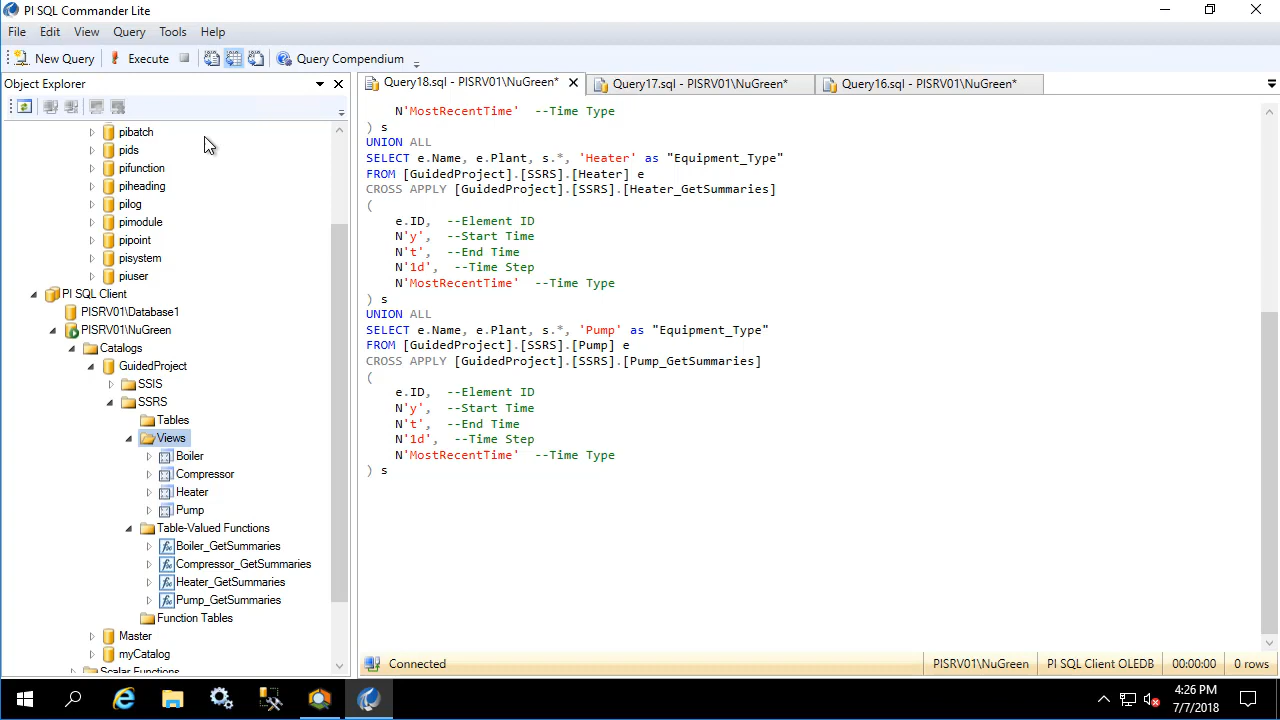 PI SQL Commander Lite
File Edit View Query Tools Help
New Query Execute Query Compendium
Object Explorer
pibatch
pids
pifunction
piheading
pilog
pimodule
pipoint
pisystem
piuser
PI SQL Client
PISRV01\Database1
PISRV01\NuGreen
Catalogs
GuidedProject
SSIS
SSRS
Tables
Views
Boiler
Compressor
Heater
Pump
Table-Valued Functions
Boiler_GetSummaries
Compressor_GetSummaries
Heater_GetSummaries
Pump_GetSummaries
Function Tables
Master
myCatalog
Scalar Functions
Query18.sql - PISRV01\NuGreen* Query17.sql - PISRV01\NuGreen* Query16.sql - PISRV01\NuGreen*
N'MostRecentTime' --Time Type
) s
UNION ALL
SELECT e.Name, e.Plant, s.*, 'Heater' as "Equipment_Type"
FROM [GuidedProject].[SSRS].[Heater] e
CROSS APPLY [GuidedProject].[SSRS].[Heater_GetSummaries]
(
e.ID, --Element ID
N'y', --Start Time
N't', --End Time
N'1d', --Time Step
N'MostRecentTime' --Time Type
) s
UNION ALL
SELECT e.Name, e.Plant, s.*, 'Pump' as "Equipment_Type"
FROM [GuidedProject].[SSRS].[Pump] e
CROSS APPLY [GuidedProject].[SSRS].[Pump_GetSummaries]
(
e.ID, --Element ID
N'y', --Start Time
N't', --End Time
N'1d', --Time Step
N'MostRecentTime' --Time Type
) s
Connected PISRV01\NuGreen PI SQL Client OLEDB 00:00:00 0 rows
4:26 PM
7/7/2018